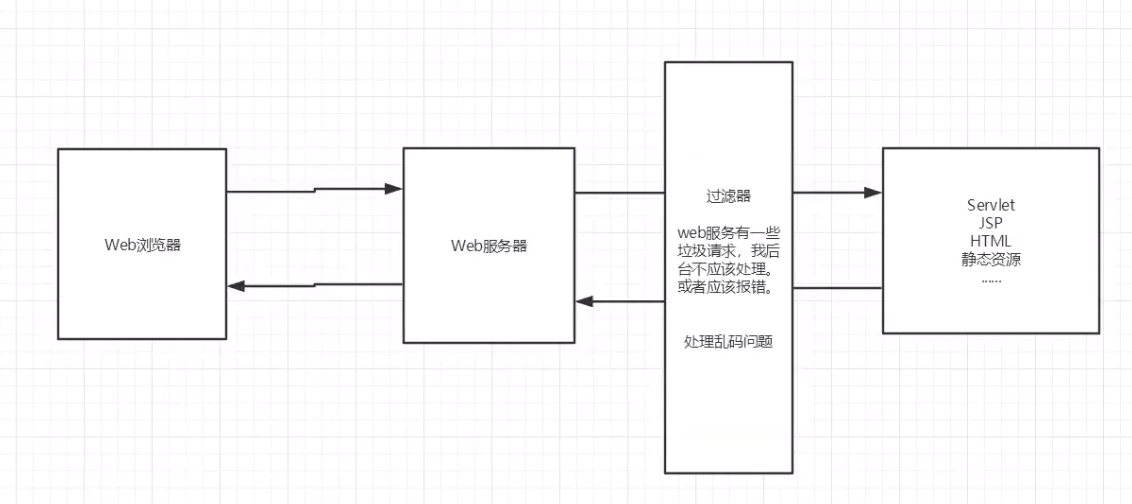 Web浏览器
Web服务器
过滤器
web服务有一些
垃圾请求，我后
台不应该处理。
或者应该报错。
处理乱码问题
Servlet
JSP
HTML
静态资源
......